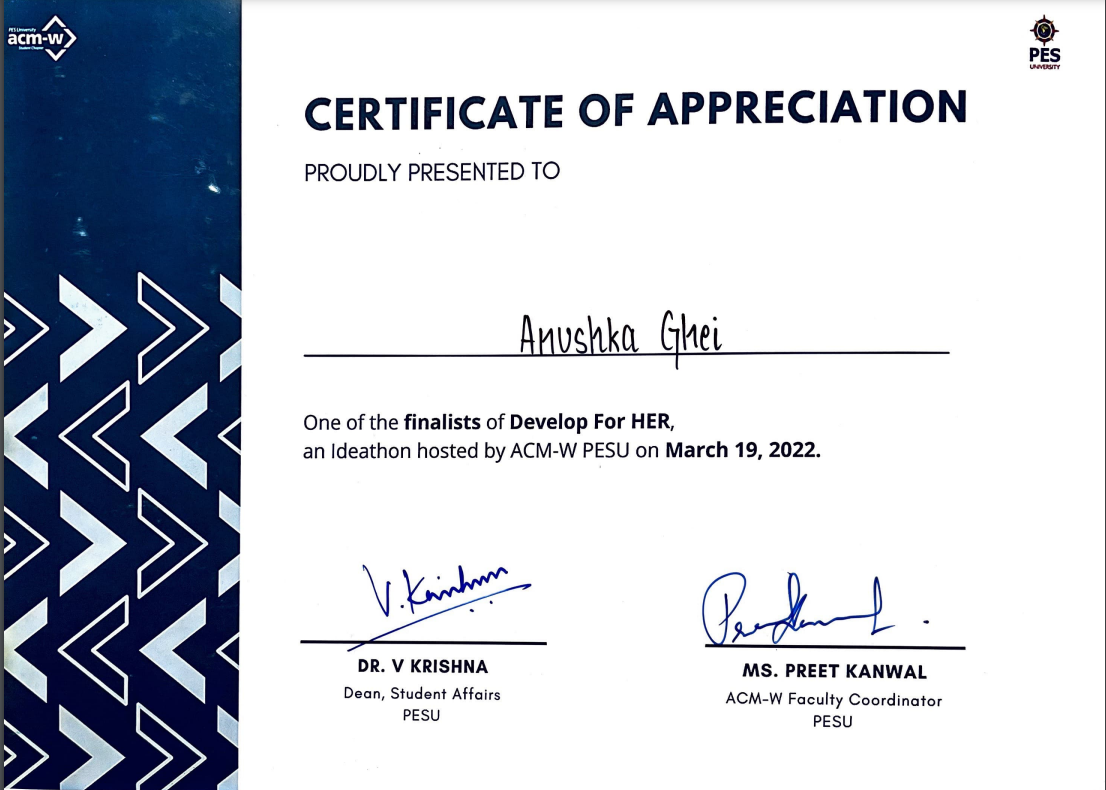 PES University
acm-w
Student Chapter
PES
UNIVERSITY
CERTIFICATE OF APPRECIATION
PROUDLY PRESENTED TO
Anushka Ghei
One of the finalists of Develop For HER,
an Ideathon hosted by ACM-W PESU on March 19, 2022.
V. Krishna
DR. V KRISHNA
Dean, Student Affairs
PESU
Preet Kanwal
MS. PREET KANWAL
ACM-W Faculty Coordinator
PESU